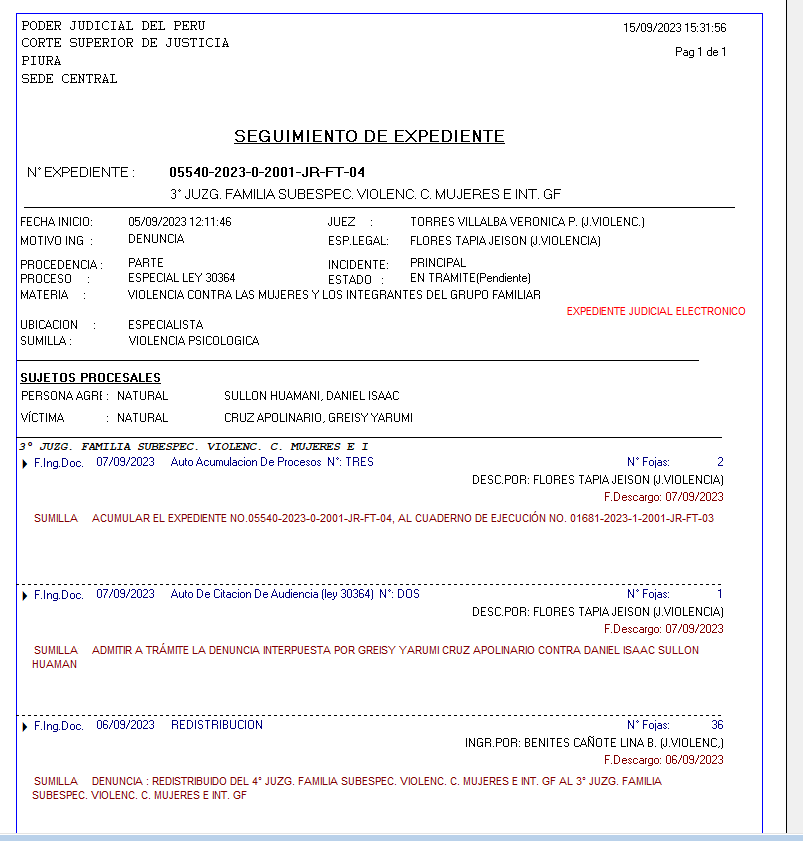 PODER JUDICIAL DEL PERU
15/09/2023 15:31:56
CORTE SUPERIOR DE JUSTICIA
Pag 1 de 1
PIURA
SEDE CENTRAL
SEGUIMIENTO DE EXPEDIENTE
N° EXPEDIENTE : 05540-2023-0-2001-JR-FT-04
3° JUZG. FAMILIA SUBESPEC. VIOLENC. C. MUJERES E INT. GF
FECHA INICIO: 05/09/2023 12:11:46 JUEZ : TORRES VILLALBA VERONICA P. (J.VIOLENC.)
MOTIVO ING : DENUNCIA ESP.LEGAL: FLORES TAPIA JEISON (J.VIOLENCIA)
PROCEDENCIA : PARTE INCIDENTE: PRINCIPAL
PROCESO : ESPECIAL LEY 30364 ESTADO : EN TRAMITE(Pendiente)
MATERIA : VIOLENCIA CONTRA LAS MUJERES Y LOS INTEGRANTES DEL GRUPO FAMILIAR
EXPEDIENTE JUDICIAL ELECTRONICO
UBICACION : ESPECIALISTA
SUMILLA : VIOLENCIA PSICOLOGICA
SUJETOS PROCESALES
PERSONA AGRE : NATURAL SULLON HUAMANI, DANIEL ISAAC
VÍCTIMA : NATURAL CRUZ APOLINARIO, GREISY YARUMI
3° JUZG. FAMILIA SUBESPEC. VIOLENC. C. MUJERES E I
F.Ing.Doc. 07/09/2023 Auto Acumulacion De Procesos N°: TRES N° Fojas: 2
DESC.POR: FLORES TAPIA JEISON (J.VIOLENCIA)
F.Descargo: 07/09/2023
SUMILLA ACUMULAR EL EXPEDIENTE NO.05540-2023-0-2001-JR-FT-04, AL CUADERNO DE EJECUCIÓN NO. 01681-2023-1-2001-JR-FT-03
F.Ing.Doc. 07/09/2023 Auto De Citacion De Audiencia (ley 30364) N°: DOS N° Fojas: 1
DESC.POR: FLORES TAPIA JEISON (J.VIOLENCIA)
F.Descargo: 07/09/2023
SUMILLA ADMITIR A TRÁMITE LA DENUNCIA INTERPUESTA POR GREISY YARUMI CRUZ APOLINARIO CONTRA DANIEL ISAAC SULLON
HUAMAN
F.Ing.Doc. 06/09/2023 REDISTRIBUCION N° Fojas: 36
INGR.POR: BENITES CAÑOTE LINA B. (J.VIOLENC,)
F.Descargo: 06/09/2023
SUMILLA DENUNCIA : REDISTRIBUIDO DEL 4° JUZG. FAMILIA SUBESPEC. VIOLENC. C. MUJERES E INT. GF AL 3° JUZG. FAMILIA
SUBESPEC. VIOLENC. C. MUJERES E INT. GF